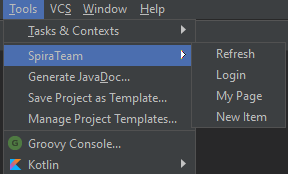 Tools VCS Window Help
Tasks & Contexts
SpiraTeam
Generate JavaDoc...
Save Project as Template...
Manage Project Templates...
Groovy Console...
Kotlin
Refresh
Login
My Page
New Item